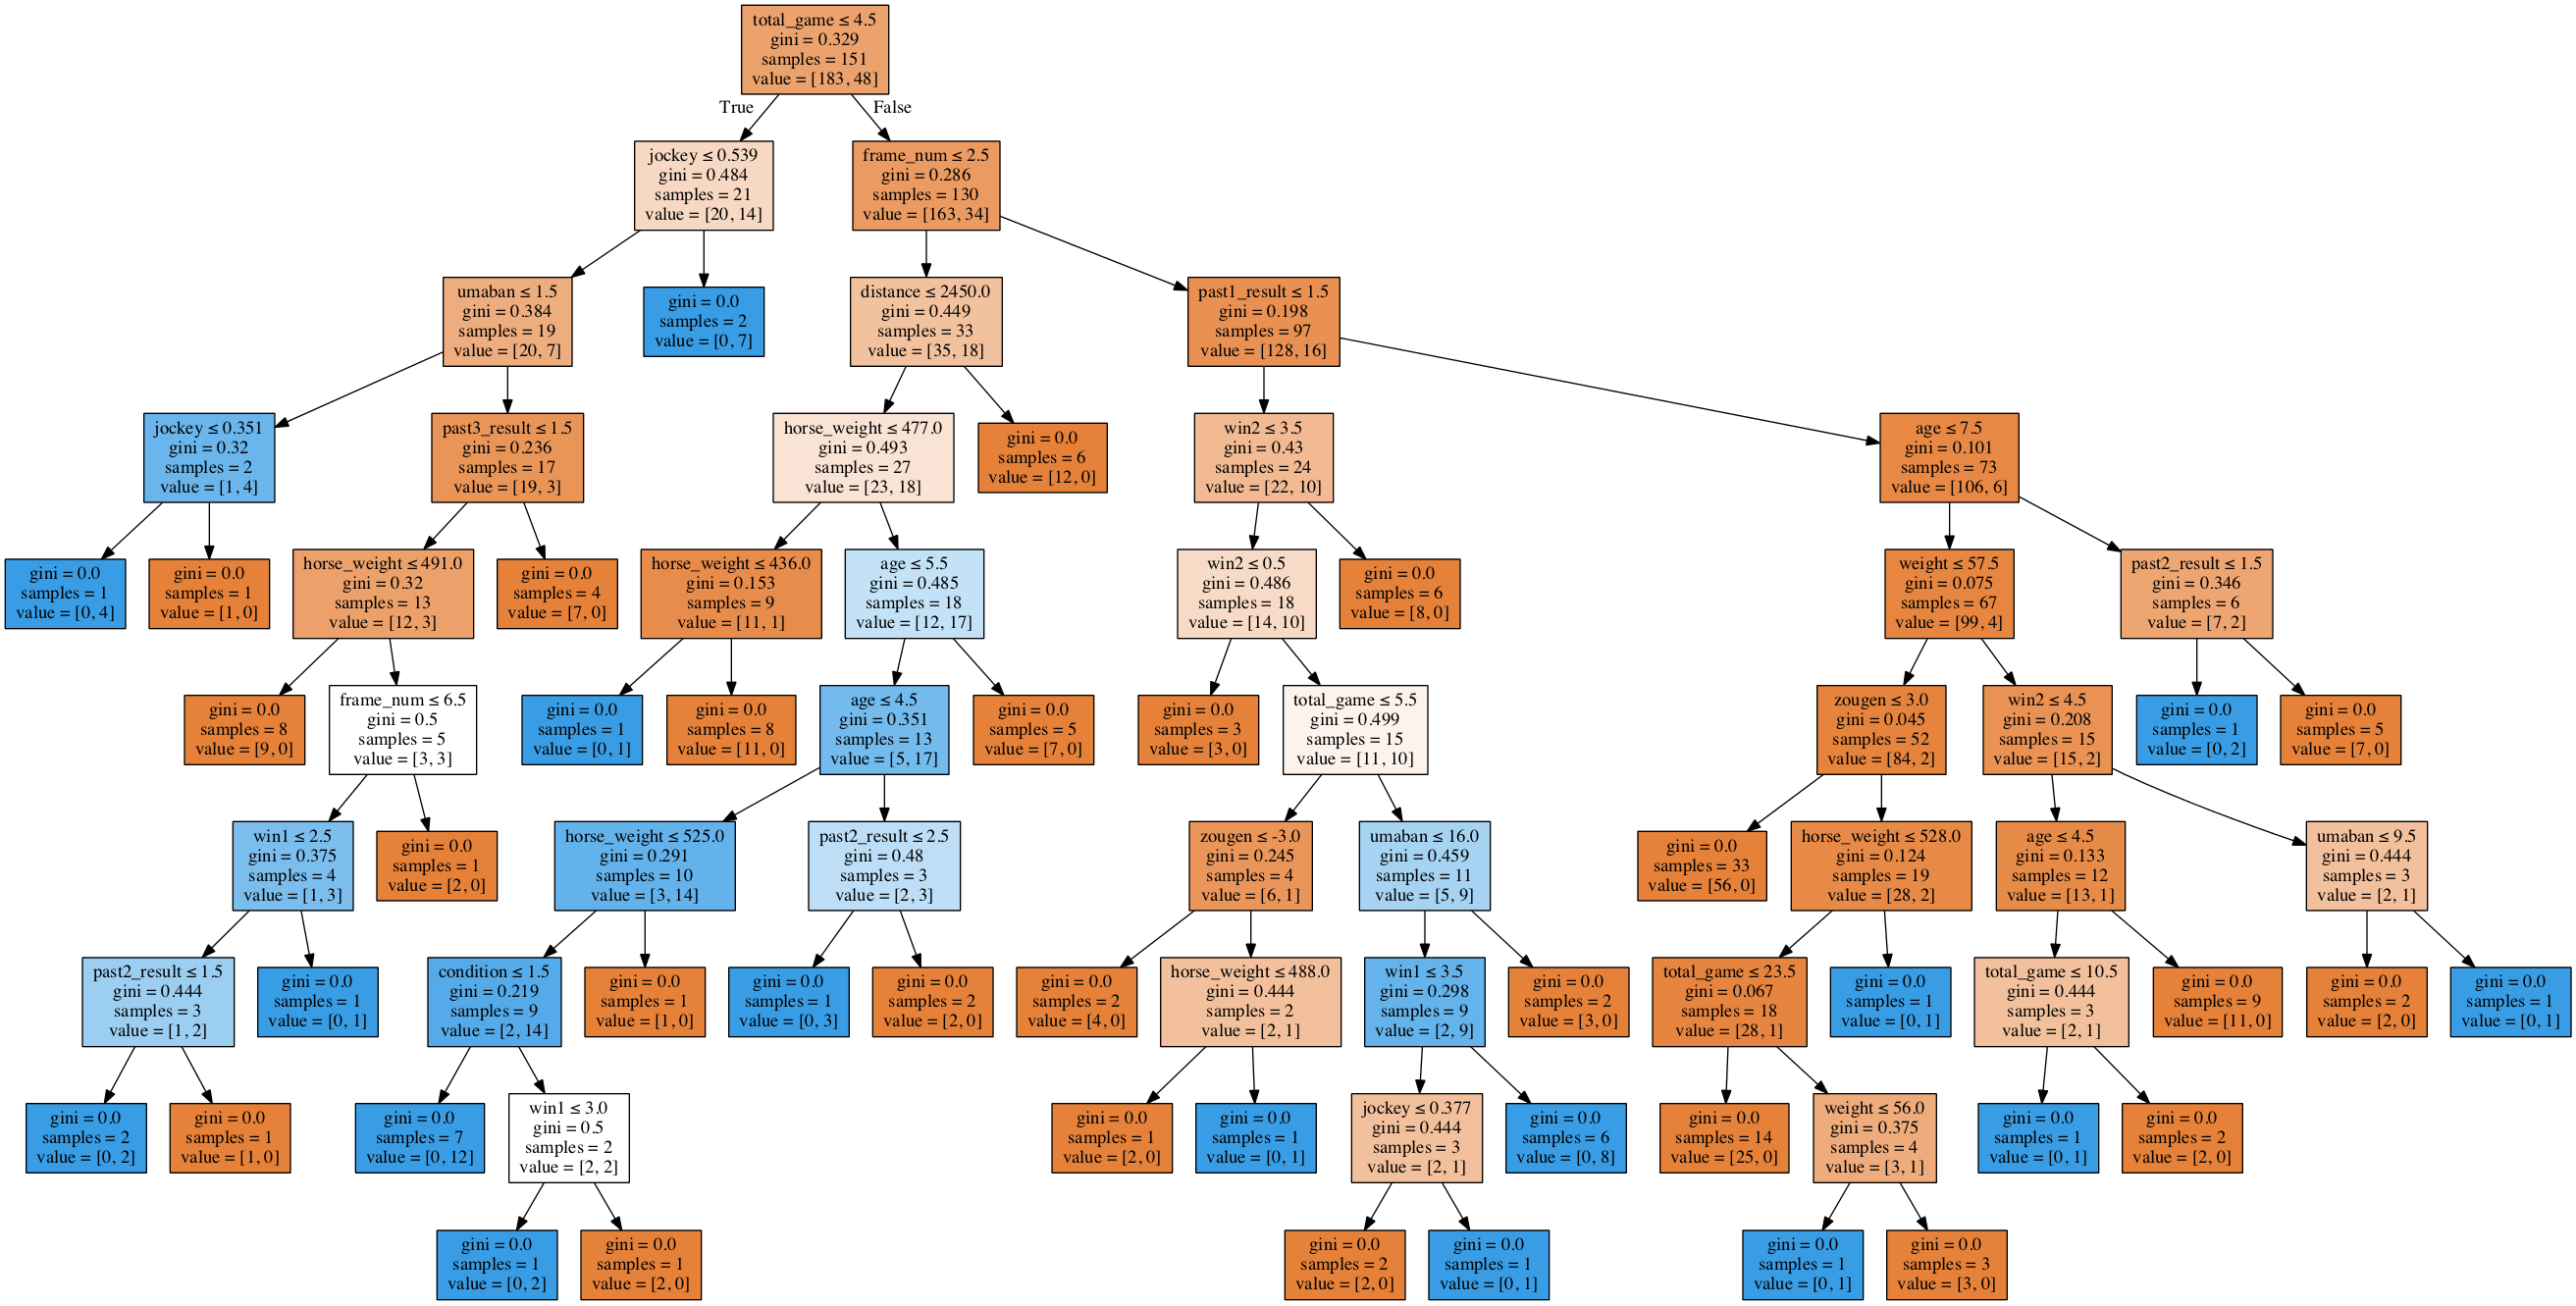 total_game ≤ 4.5
gini = 0.329
samples = 151
value = [183, 48]
True
False
jockey ≤ 0.539
gini = 0.484
samples = 21
value = [20, 14]
frame_num ≤ 2.5
gini = 0.286
samples = 130
value = [163, 34]
umaban ≤ 1.5
gini = 0.384
samples = 19
value = [20, 7]
gini = 0.0
samples = 2
value = [0, 7]
distance ≤ 2450.0
gini = 0.449
samples = 33
value = [35, 18]
past1_result ≤ 1.5
gini = 0.198
samples = 97
value = [128, 16]
jockey ≤ 0.351
gini = 0.32
samples = 2
value = [1, 4]
past3_result ≤ 1.5
gini = 0.236
samples = 17
value = [19, 3]
horse_weight ≤ 477.0
gini = 0.493
samples = 27
value = [23, 18]
gini = 0.0
samples = 6
value = [12, 0]
win2 ≤ 3.5
gini = 0.43
samples = 24
value = [22, 10]
age ≤ 7.5
gini = 0.101
samples = 73
value = [106, 6]
gini = 0.0
samples = 1
value = [0, 4]
gini = 0.0
samples = 1
value = [1, 0]
horse_weight ≤ 491.0
gini = 0.32
samples = 13
value = [12, 3]
gini = 0.0
samples = 4
value = [7, 0]
horse_weight ≤ 436.0
gini = 0.153
samples = 9
value = [11, 1]
age ≤ 5.5
gini = 0.485
samples = 18
value = [12, 17]
win2 ≤ 0.5
gini = 0.486
samples = 18
value = [14, 10]
gini = 0.0
samples = 6
value = [8, 0]
weight ≤ 57.5
gini = 0.075
samples = 67
value = [99, 4]
past2_result ≤ 1.5
gini = 0.346
samples = 6
value = [7, 2]
gini = 0.0
samples = 8
value = [9, 0]
frame_num ≤ 6.5
gini = 0.5
samples = 5
value = [3, 3]
gini = 0.0
samples = 1
value = [0, 1]
gini = 0.0
samples = 8
value = [11, 0]
age ≤ 4.5
gini = 0.351
samples = 13
value = [5, 17]
gini = 0.0
samples = 5
value = [7, 0]
gini = 0.0
samples = 3
value = [3, 0]
total_game ≤ 5.5
gini = 0.499
samples = 15
value = [11, 10]
zougen ≤ 3.0
gini = 0.045
samples = 52
value = [84, 2]
win2 ≤ 4.5
gini = 0.208
samples = 15
value = [15, 2]
gini = 0.0
samples = 1
value = [0, 2]
gini = 0.0
samples = 5
value = [7, 0]
win1 ≤ 2.5
gini = 0.375
samples = 4
value = [1, 3]
gini = 0.0
samples = 1
value = [2, 0]
horse_weight ≤ 525.0
gini = 0.291
samples = 10
value = [3, 14]
past2_result ≤ 2.5
gini = 0.48
samples = 3
value = [2, 3]
zougen ≤ -3.0
gini = 0.245
samples = 4
value = [6, 1]
umaban ≤ 16.0
gini = 0.459
samples = 11
value = [5, 9]
gini = 0.0
samples = 33
value = [56, 0]
horse_weight ≤ 528.0
gini = 0.124
samples = 19
value = [28, 2]
age ≤ 4.5
gini = 0.133
samples = 12
value = [13, 1]
umaban ≤ 9.5
gini = 0.444
samples = 3
value = [2, 1]
past2_result ≤ 1.5
gini = 0.444
samples = 3
value = [1, 2]
gini = 0.0
samples = 1
value = [0, 1]
condition ≤ 1.5
gini = 0.219
samples = 9
value = [2, 14]
gini = 0.0
samples = 1
value = [1, 0]
gini = 0.0
samples = 1
value = [0, 3]
gini = 0.0
samples = 2
value = [2, 0]
gini = 0.0
samples = 2
value = [4, 0]
horse_weight ≤ 488.0
gini = 0.444
samples = 2
value = [2, 1]
win1 ≤ 3.5
gini = 0.298
samples = 9
value = [2, 9]
gini = 0.0
samples = 2
value = [3, 0]
total_game ≤ 23.5
gini = 0.067
samples = 18
value = [28, 1]
gini = 0.0
samples = 1
value = [0, 1]
total_game ≤ 10.5
gini = 0.444
samples = 3
value = [2, 1]
gini = 0.0
samples = 9
value = [11, 0]
gini = 0.0
samples = 2
value = [2, 0]
gini = 0.0
samples = 1
value = [0, 1]
gini = 0.0
samples = 2
value = [0, 2]
gini = 0.0
samples = 1
value = [1, 0]
gini = 0.0
samples = 7
value = [0, 12]
win1 ≤ 3.0
gini = 0.5
samples = 2
value = [2, 2]
gini = 0.0
samples = 1
value = [2, 0]
gini = 0.0
samples = 1
value = [0, 1]
jockey ≤ 0.377
gini = 0.444
samples = 3
value = [2, 1]
gini = 0.0
samples = 6
value = [0, 8]
gini = 0.0
samples = 14
value = [25, 0]
weight ≤ 56.0
gini = 0.375
samples = 4
value = [3, 1]
gini = 0.0
samples = 1
value = [0, 1]
gini = 0.0
samples = 2
value = [2, 0]
gini = 0.0
samples = 1
value = [0, 2]
gini = 0.0
samples = 1
value = [2, 0]
gini = 0.0
samples = 2
value = [2, 0]
gini = 0.0
samples = 1
value = [0, 1]
gini = 0.0
samples = 1
value = [0, 1]
gini = 0.0
samples = 3
value = [3, 0]